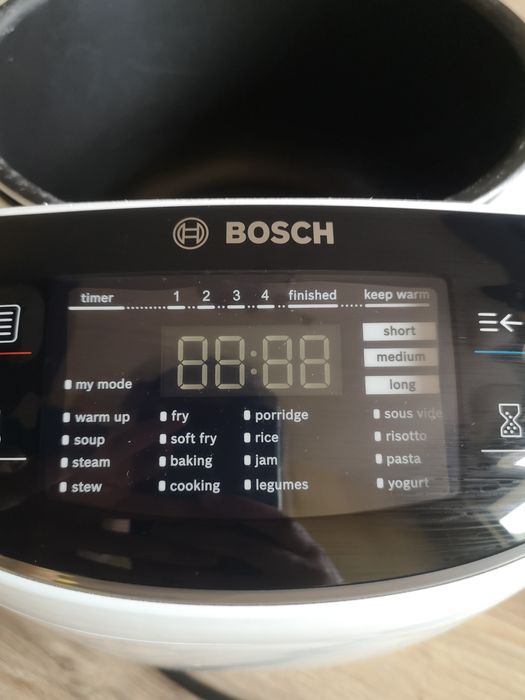 BOSCH
timer 1 2 3 4 finished keep warm
88:88
short
medium
long
my mode
warm up fry porridge sous vide
soup soft fry rice risotto
steam baking jam pasta
stew cooking legumes yogurt